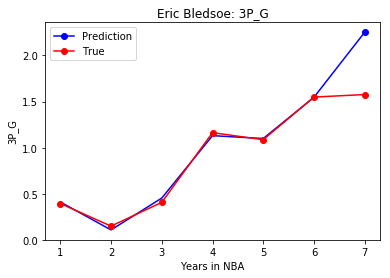 Eric Bledsoe: 3P_G
Prediction
True
2.0
1.5
1.0
0.5
0.0
3P_G
1 2 3 4 5 6 7
Years in NBA